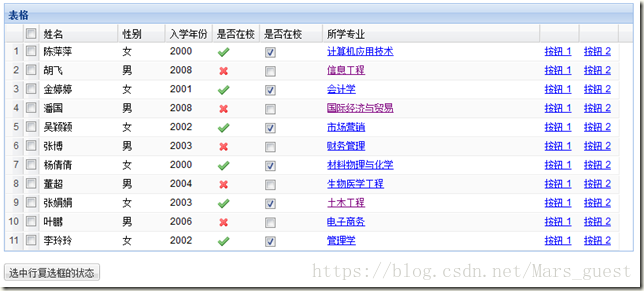 表格
姓名 性别 入学年份 是否在校 是否在校 所学专业
1 陈萍萍 女 2000 计算机应用技术 按钮 1 按钮 2
2 胡飞 男 2008 信息工程 按钮 1 按钮 2
3 金婷婷 女 2001 会计学 按钮 1 按钮 2
4 潘国 男 2008 国际经济与贸易 按钮 1 按钮 2
5 吴颖颖 女 2002 市场营销 按钮 1 按钮 2
6 张博 男 2003 财务管理 按钮 1 按钮 2
7 杨倩倩 女 2000 材料物理与化学 按钮 1 按钮 2
8 董超 男 2004 生物医学工程 按钮 1 按钮 2
9 张娟娟 女 2003 土木工程 按钮 1 按钮 2
10 叶鹏 男 2006 电子商务 按钮 1 按钮 2
11 李玲玲 女 2002 管理学 按钮 1 按钮 2
选中行复选框的状态
https://blog.csdn.net/Mars_guest